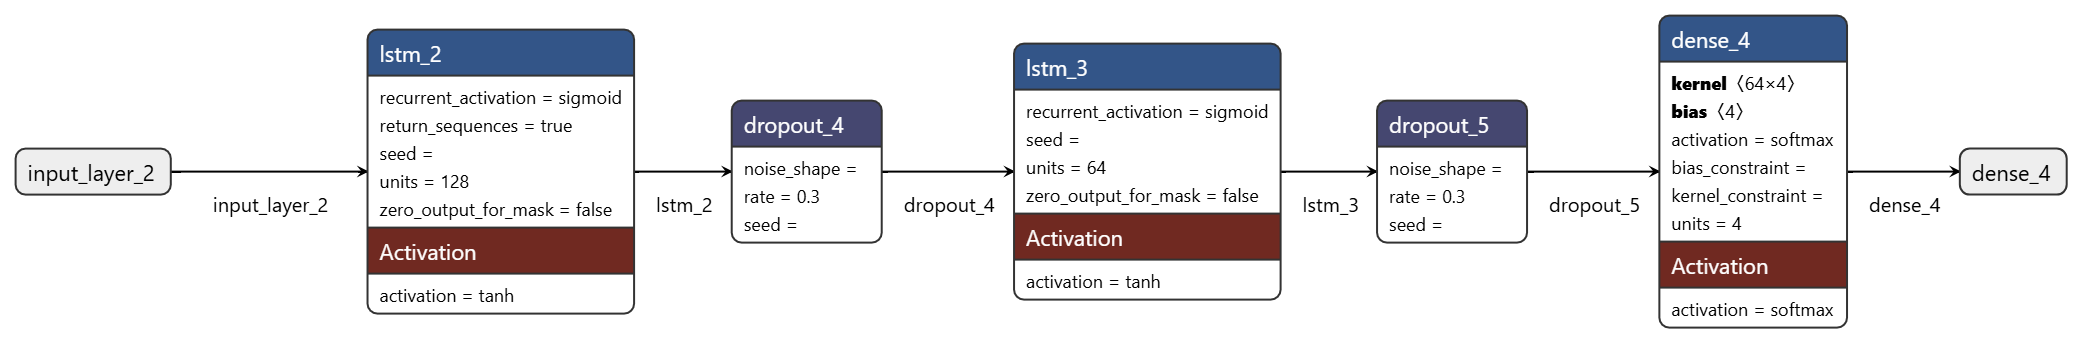 input_layer_2
input_layer_2
lstm_2
recurrent_activation = sigmoid
return_sequences = true
seed =
units = 128
zero_output_for_mask = false
Activation
activation = tanh
lstm_2
dropout_4
noise_shape =
rate = 0.3
seed =
dropout_4
lstm_3
recurrent_activation = sigmoid
seed =
units = 64
zero_output_for_mask = false
Activation
activation = tanh
lstm_3
dropout_5
noise_shape =
rate = 0.3
seed =
dropout_5
dense_4
kernel〈64×4〉
bias〈4〉
activation = softmax
bias_constraint =
kernel_constraint =
units = 4
Activation
activation = softmax
dense_4
dense_4